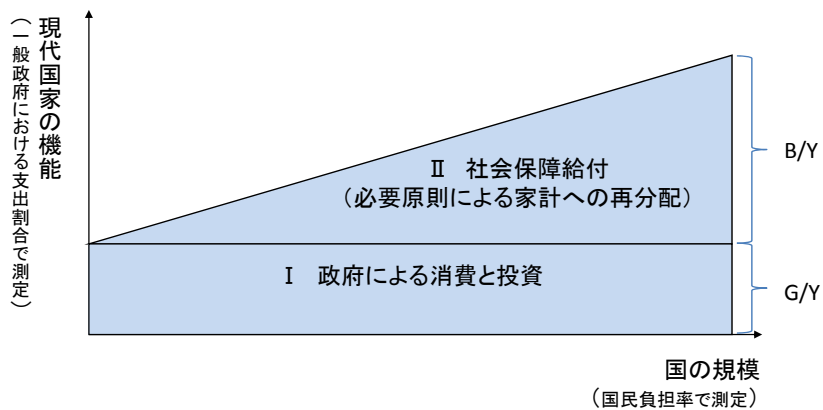 現代国家の機能
（一般政府における支出割合で測定）
Ⅱ 社会保障給付
（必要原則による家計への再分配）
B/Y
Ⅰ 政府による消費と投資
G/Y
国の規模
（国民負担率で測定）